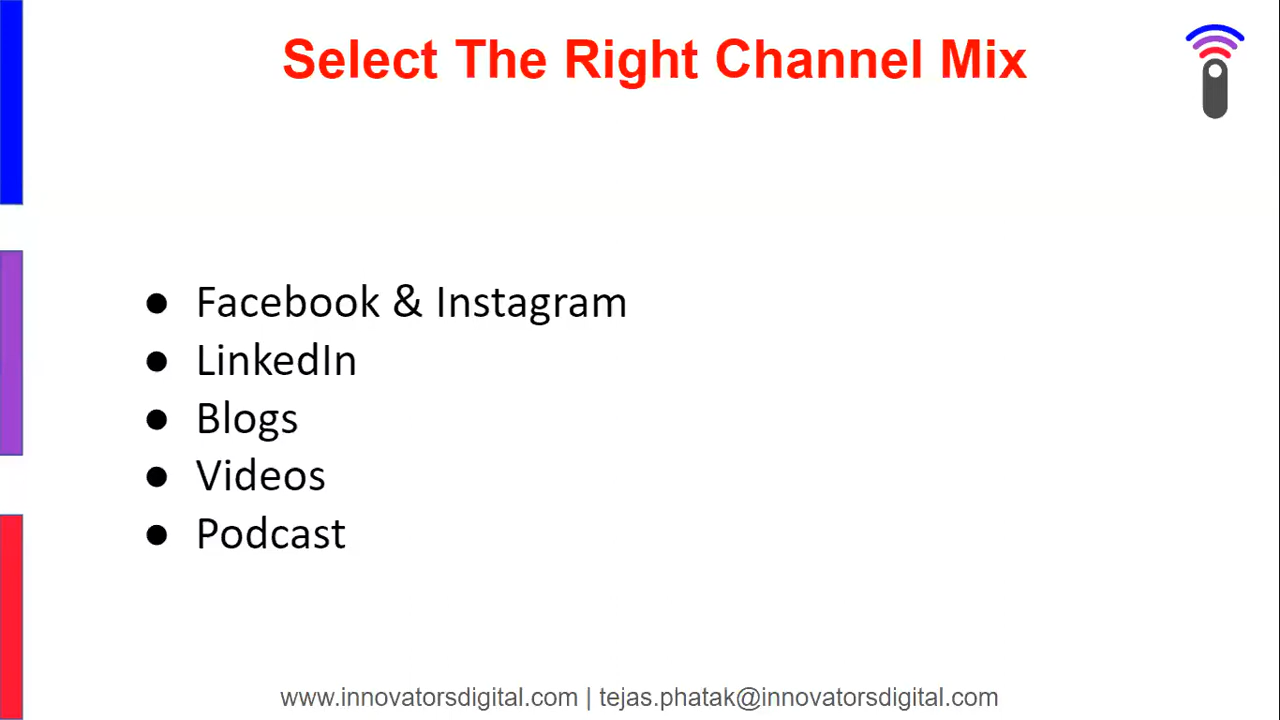 Select The Right Channel Mix
● Facebook & Instagram
● LinkedIn
● Blogs
● Videos
● Podcast
www.innovatorsdigital.com | tejas.phatak@innovatorsdigital.com